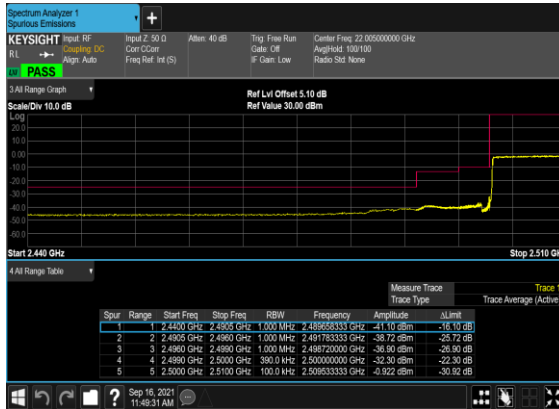 Spectrum Analyzer 1
Spurious Emissions
+
KEYSIGHT Input: RF Input Z: 50 Ω Atten: 40 dB Trig: Free Run Center Freq: 22.005000000 GHz
R L Coupling: DC Corr CCorr Gate: Off Avg|Hold: 100/100
Align: Auto Freq Ref: Int (S) IF Gain: Low Radio Std: None
LV PASS
3 All Range Graph
Ref Lvl Offset 5.10 dB
Scale/Div 10.0 dB Ref Value 30.00 dBm
Log
20.0
10.0
0.00
-10.0
-20.0
-30.0
-40.0
-50.0
-60.0
Start 2.440 GHz Stop 2.510 GH
4 All Range Table
Measure Trace Trace 1
Trace Type Trace Average (Active
Spur Range Start Freq Stop Freq RBW Frequency Amplitude ΔLimit
1 1 2.4400 GHz 2.4905 GHz 1.000 MHz 2.489658333 GHz -41.10 dBm -16.10 dB
2 2 2.4905 GHz 2.4960 GHz 1.000 MHz 2.491783333 GHz -38.72 dBm -25.72 dB
3 3 2.4960 GHz 2.4990 GHz 1.000 MHz 2.498720000 GHz -36.90 dBm -26.90 dB
4 4 2.4990 GHz 2.5000 GHz 390.0 kHz 2.500000000 GHz -32.30 dBm -22.30 dB
5 5 2.5000 GHz 2.5100 GHz 100.0 kHz 2.509533333 GHz -0.922 dBm -30.92 dB
? Sep 16, 2021
11:49:31 AM